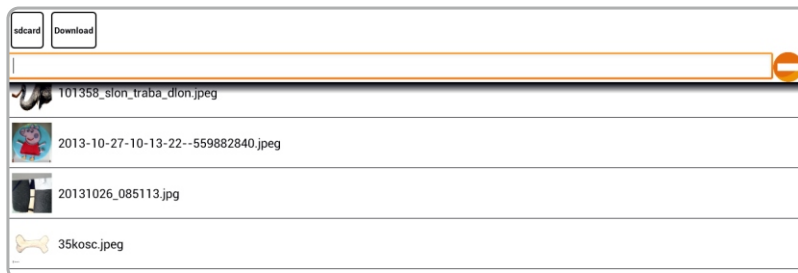 sdcard Download
101358_slon_traba_dlon.jpeg
2013-10-27-10-13-22--559882840.jpeg
20131026_085113.jpg
35kosc.jpeg